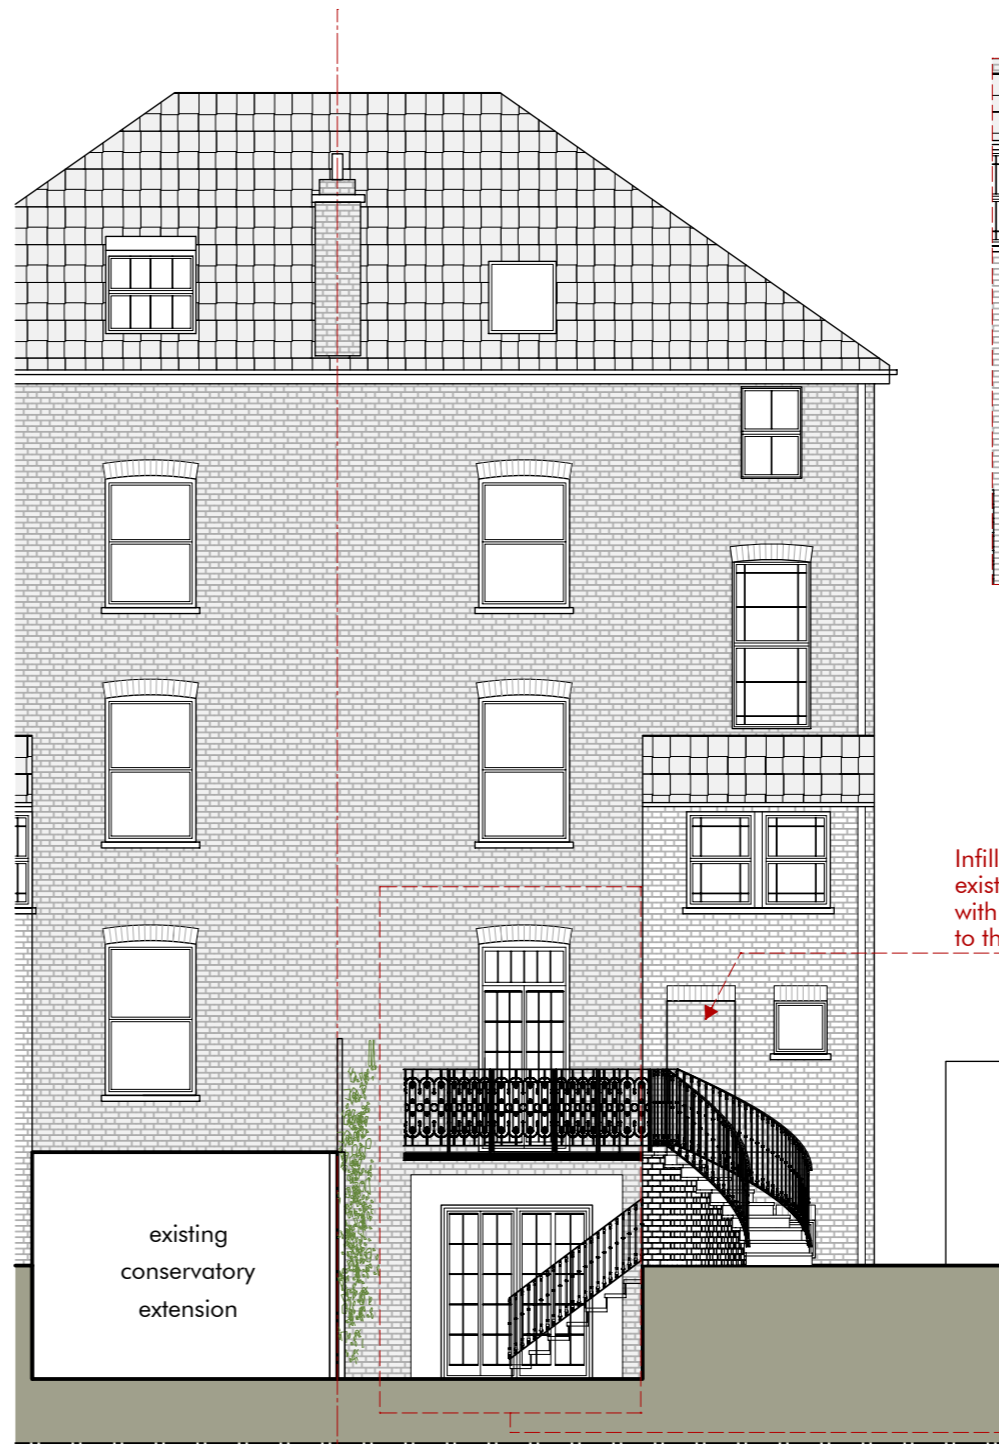 Infill
exist
with
to th
existing
conservatory
extension